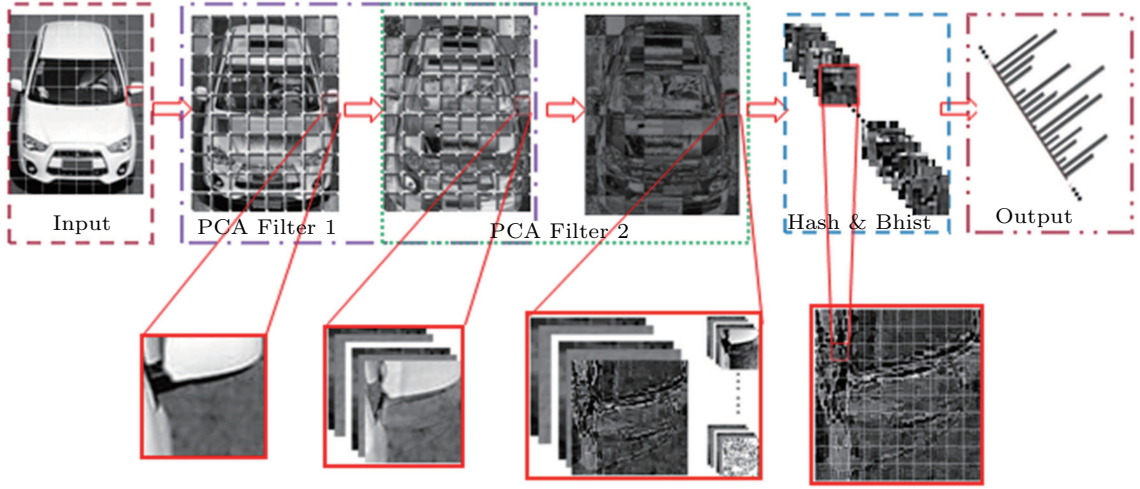 Input
PCA Filter 1
PCA Filter 2
Hash & Bhist
Output